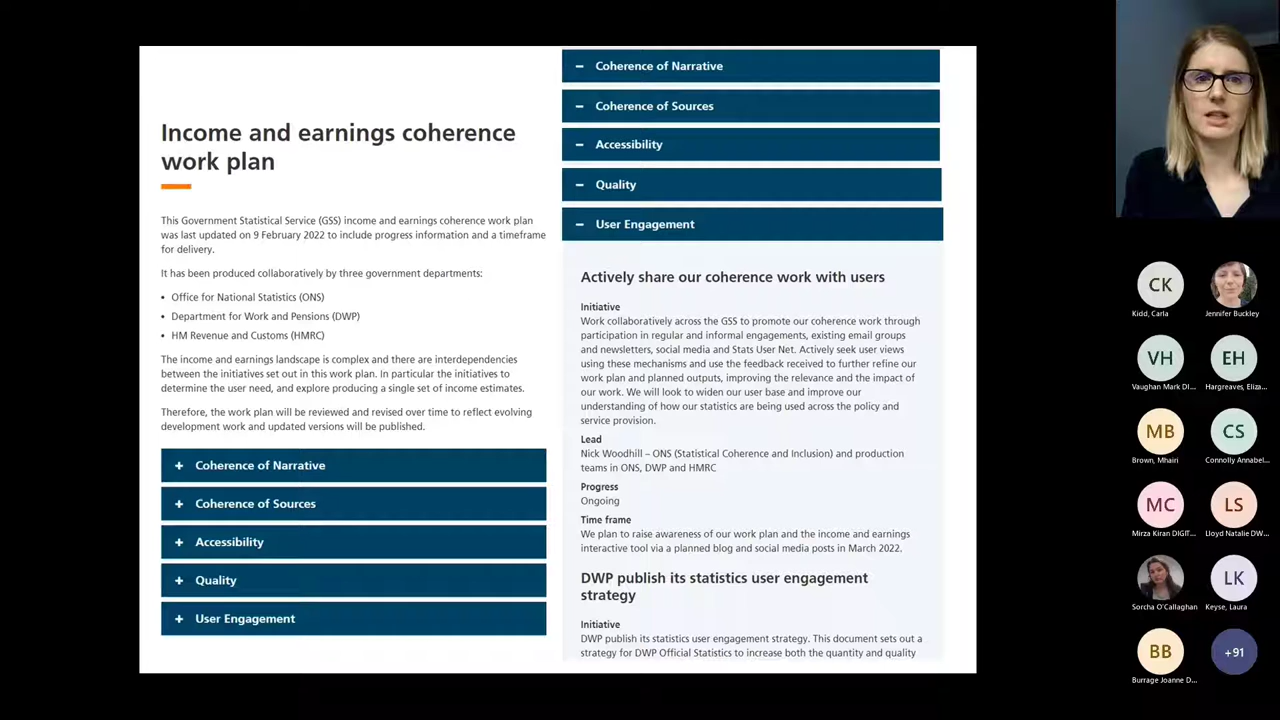 Income and earnings coherence
work plan
This Government Statistical Service (GSS) income and earnings coherence work plan
was last updated on 9 February 2022 to include progress information and a timeframe
for delivery.
It has been produced collaboratively by three government departments:
• Office for National Statistics (ONS)
• Department for Work and Pensions (DWP)
• HM Revenue and Customs (HMRC)
The income and earnings landscape is complex and there are interdependencies
between the initiatives set out in this work plan. In particular the initiatives to
determine the user need, and explore producing a single set of income estimates.
Therefore, the work plan will be reviewed and revised over time to reflect evolving
development work and updated versions will be published.
+ Coherence of Narrative
+ Coherence of Sources
+ Accessibility
+ Quality
+ User Engagement
− Coherence of Narrative
− Coherence of Sources
− Accessibility
− Quality
− User Engagement
Actively share our coherence work with users
Initiative
Work collaboratively across the GSS to promote our coherence work through
participation in regular and informal engagements, existing email groups
and newsletters, social media and Stats User Net. Actively seek user views
using these mechanisms and use the feedback received to further refine our
work plan and planned outputs, improving the relevance and the impact of
our work. We will look to widen our user base and improve our
understanding of how our statistics are being used across the policy and
service provision.
Lead
Nick Woodhill – ONS (Statistical Coherence and Inclusion) and production
teams in ONS, DWP and HMRC
Progress
Ongoing
Time frame
We plan to raise awareness of our work plan and the income and earnings
interactive tool via a planned blog and social media posts in March 2022.
DWP publish its statistics user engagement
strategy
Initiative
DWP publish its statistics user engagement strategy. This document sets out a
strategy for DWP Official Statistics to increase both the quantity and quality
CK
Kidd, Carla
Jennifer Buckley
VH
Vaughan Mark DI...
EH
Hargreaves, Eliza...
MB
Brown, Mhairi
CS
Connolly Annabel...
MC
Mirza Kiran DIGIT...
LS
Lloyd Natalie DW...
Sorcha O'Callaghan
LK
Keyse, Laura
BB
Burrage Joanne D...
+91